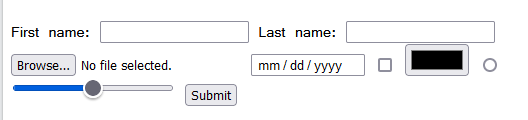 First name: Last name:
Browse... No file selected. mm / dd / yyyy
Submit